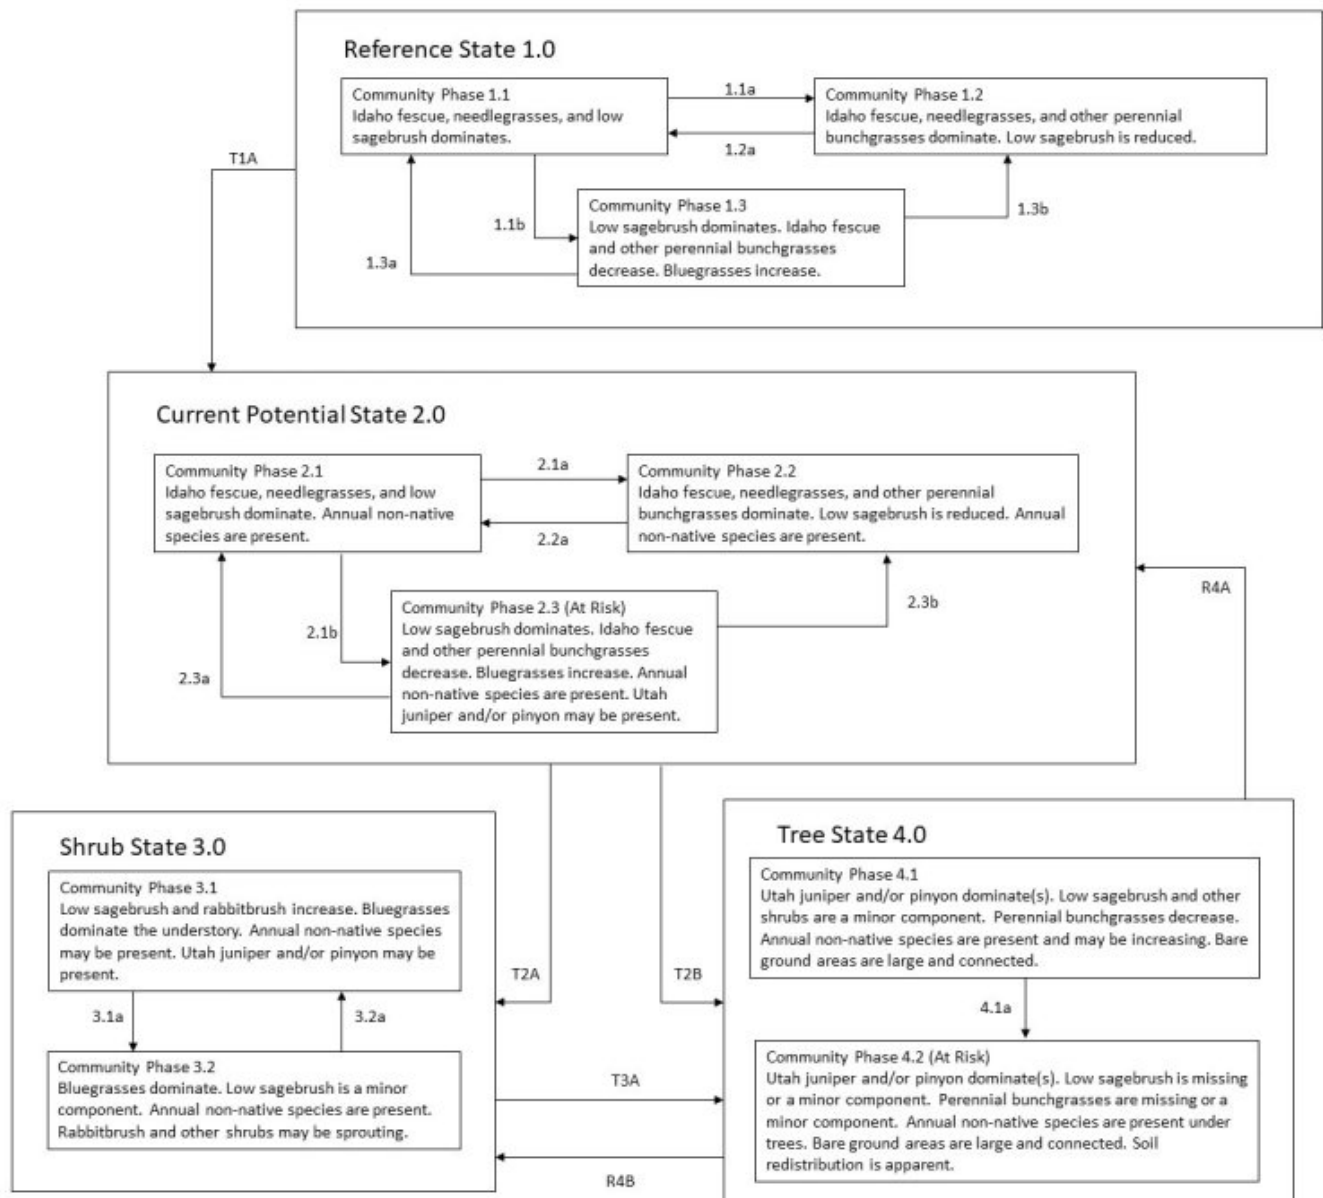 Reference State 1.0
Community Phase 1.1
Idaho fescue, needlegrasses, and low
sagebrush dominates.
1.1a
1.2a
Community Phase 1.2
Idaho fescue, needlegrasses, and other perennial
bunchgrasses dominate. Low sagebrush is reduced.
T1A
1.1b
1.3a
Community Phase 1.3
Low sagebrush dominates. Idaho fescue
and other perennial bunchgrasses
decrease. Bluegrasses increase.
1.3b
Current Potential State 2.0
Community Phase 2.1
Idaho fescue, needlegrasses, and low
sagebrush dominate. Annual non-native
species are present.
2.1a
2.2a
Community Phase 2.2
Idaho fescue, needlegrasses, and other perennial
bunchgrasses dominate. Low sagebrush is reduced. Annual
non-native species are present.
2.1b
2.3a
Community Phase 2.3 (At Risk)
Low sagebrush dominates. Idaho fescue
and other perennial bunchgrasses
decrease. Bluegrasses increase. Annual
non-native species are present. Utah
juniper and/or pinyon may be present.
2.3b
R4A
Shrub State 3.0
Community Phase 3.1
Low sagebrush and rabbitbrush increase. Bluegrasses
dominate the understory. Annual non-native species
may be present. Utah juniper and/or pinyon may be
present.
3.1a
3.2a
Community Phase 3.2
Bluegrasses dominate. Low sagebrush is a minor
component. Annual non-native species are present.
Rabbitbrush and other shrubs may be sprouting.
T2A
T2B
T3A
R4B
Tree State 4.0
Community Phase 4.1
Utah juniper and/or pinyon dominate(s). Low sagebrush and other
shrubs are a minor component. Perennial bunchgrasses decrease.
Annual non-native species are present and may be increasing. Bare
ground areas are large and connected.
4.1a
Community Phase 4.2 (At Risk)
Utah juniper and/or pinyon dominate(s). Low sagebrush is missing
or a minor component. Perennial bunchgrasses are missing or a
minor component. Annual non-native species are present under
trees. Bare ground areas are large and connected. Soil
redistribution is apparent.